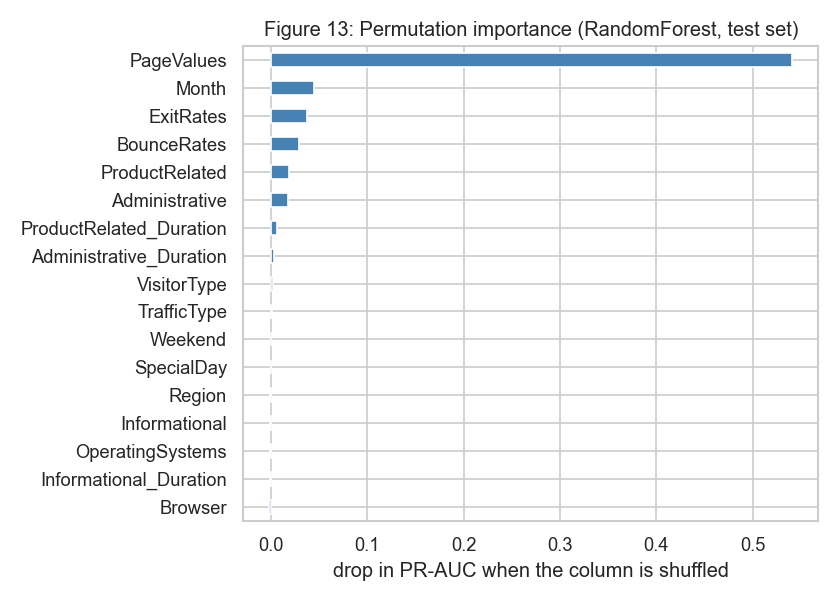 Figure 13: Permutation importance (RandomForest, test set)
PageValues
Month
ExitRates
BounceRates
ProductRelated
Administrative
ProductRelated_Duration
Administrative_Duration
VisitorType
TrafficType
Weekend
SpecialDay
Region
Informational
OperatingSystems
Informational_Duration
Browser
0.0 0.1 0.2 0.3 0.4 0.5
drop in PR-AUC when the column is shuffled